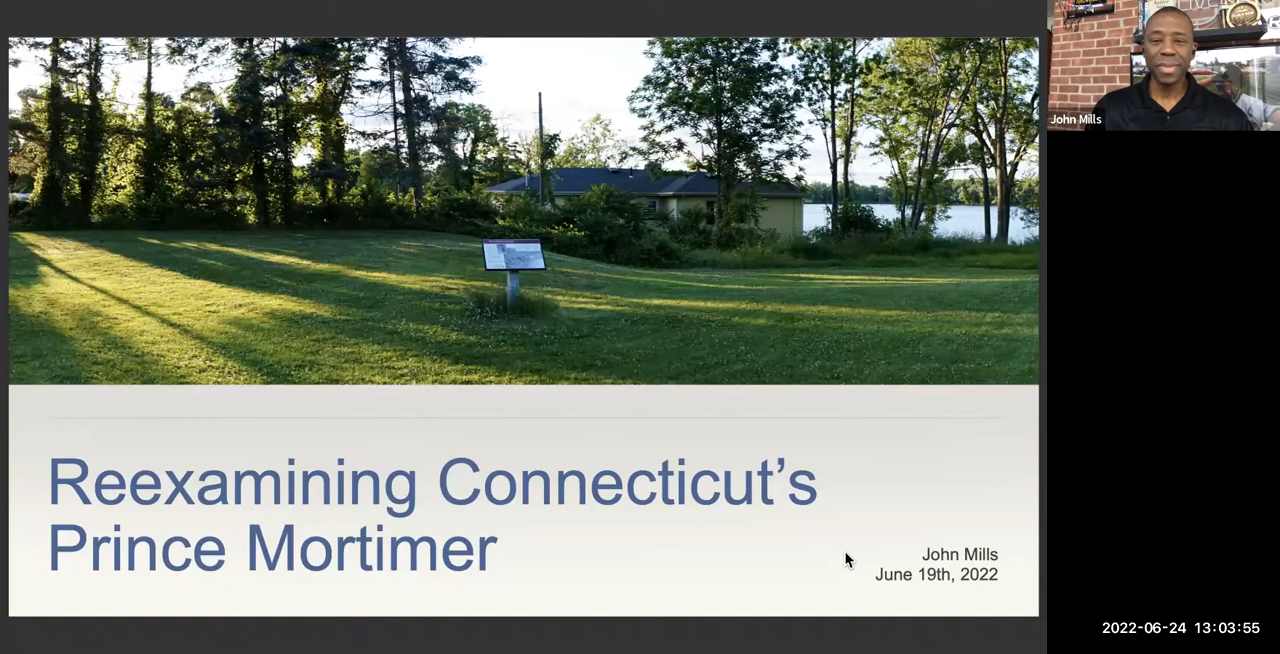 Reexamining Connecticut’s
Prince Mortimer
John Mills
June 19th, 2022
John Mills
2022-06-24 13:03:55